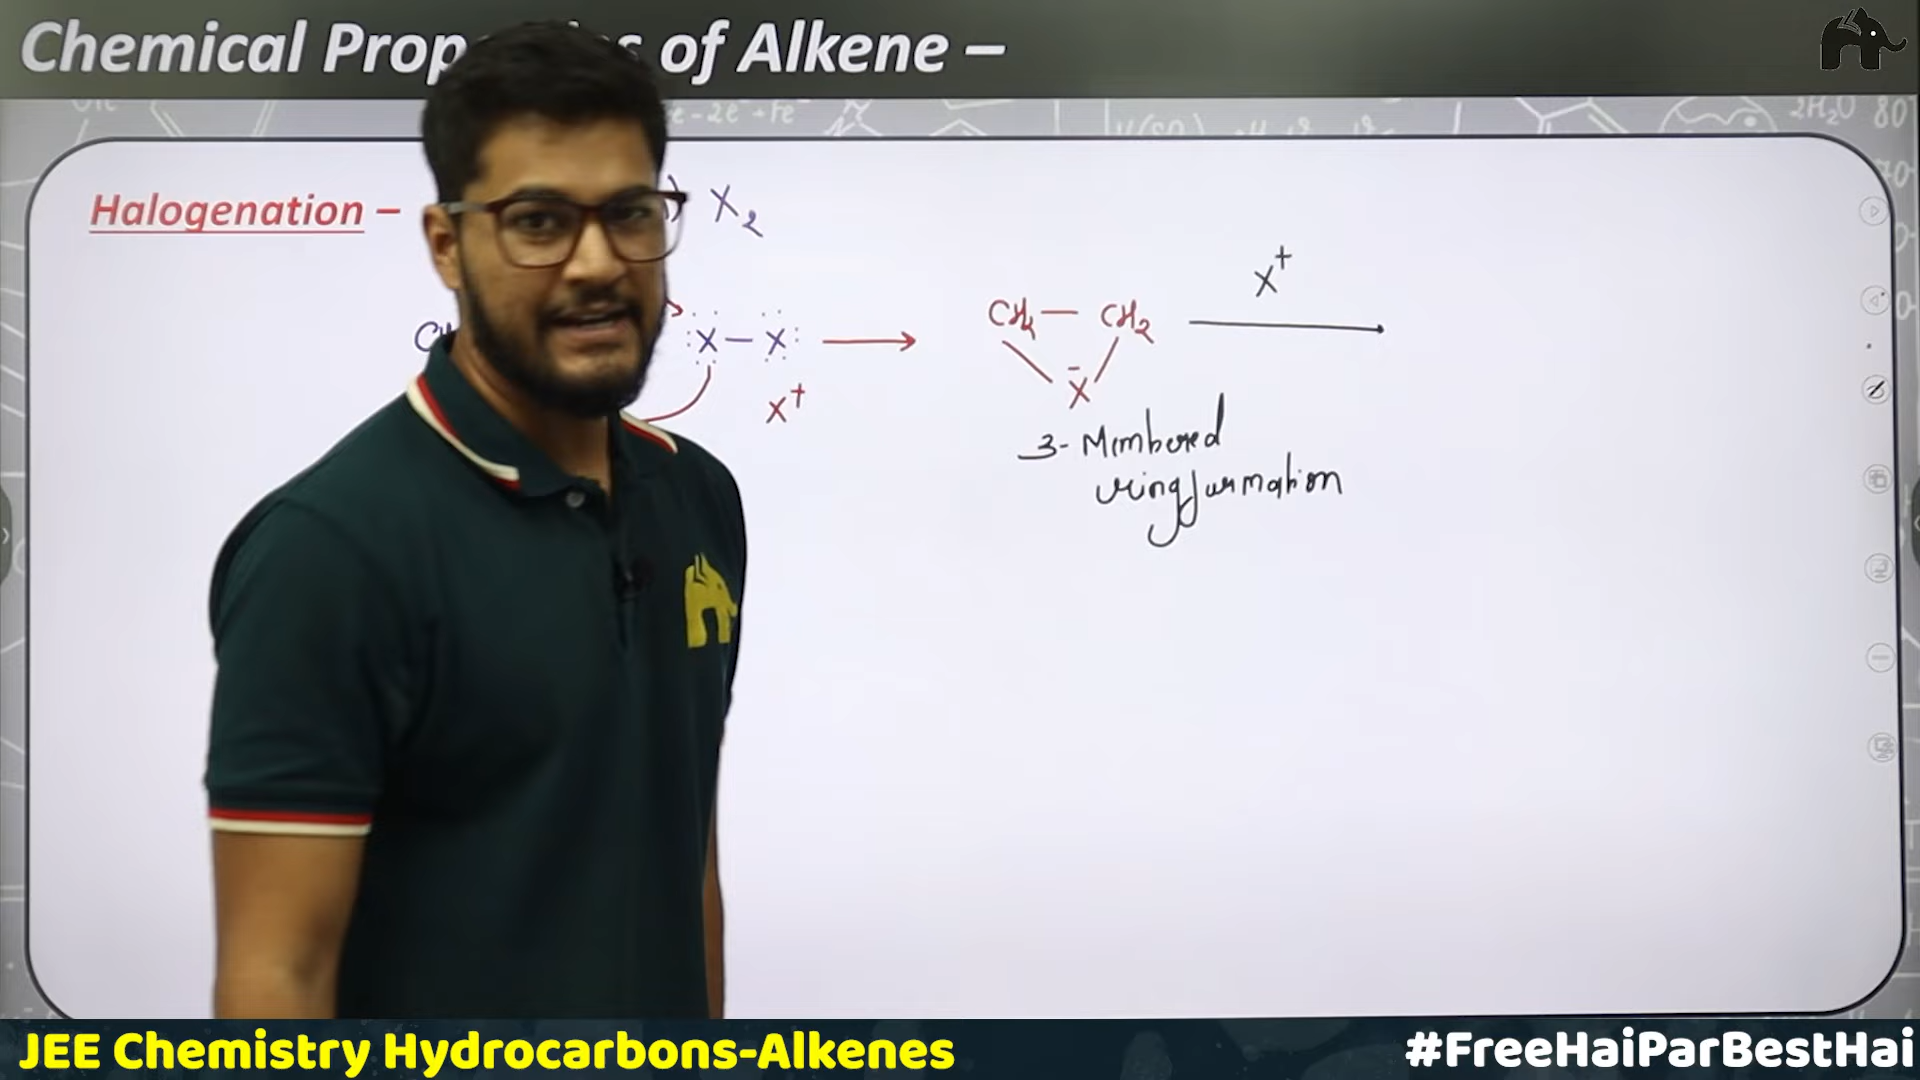 Chemical Prop s of Alkene –
Halogenation – ) X2
X – X
X+
CH2 — CH2
X
X+
3- Membered
ring formation
JEE Chemistry Hydrocarbons-Alkenes
#FreeHaiParBestHai